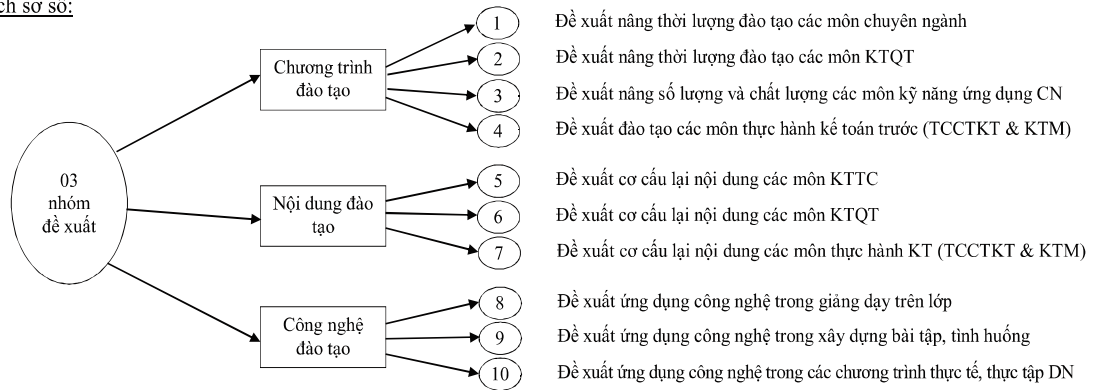 ch sơ số:
03
nhóm
đề xuất
Chương trình
đào tạo
1 Đề xuất nâng thời lượng đào tạo các môn chuyên ngành
2 Đề xuất nâng thời lượng đào tạo các môn KTQT
3 Đề xuất nâng số lượng và chất lượng các môn kỹ năng ứng dụng CN
4 Đề xuất đào tạo các môn thực hành kế toán trước (TCCTKT & KTM)
Nội dung đào
tạo
5 Đề xuất cơ cấu lại nội dung các môn KTTC
6 Đề xuất cơ cấu lại nội dung các môn KTQT
7 Đề xuất cơ cấu lại nội dung các môn thực hành KT (TCCTKT & KTM)
Công nghệ
đào tạo
8 Đề xuất ứng dụng công nghệ trong giảng dạy trên lớp
9 Đề xuất ứng dụng công nghệ trong xây dựng bài tập, tình huống
10 Đề xuất ứng dụng công nghệ trong các chương trình thực tế, thực tập DN